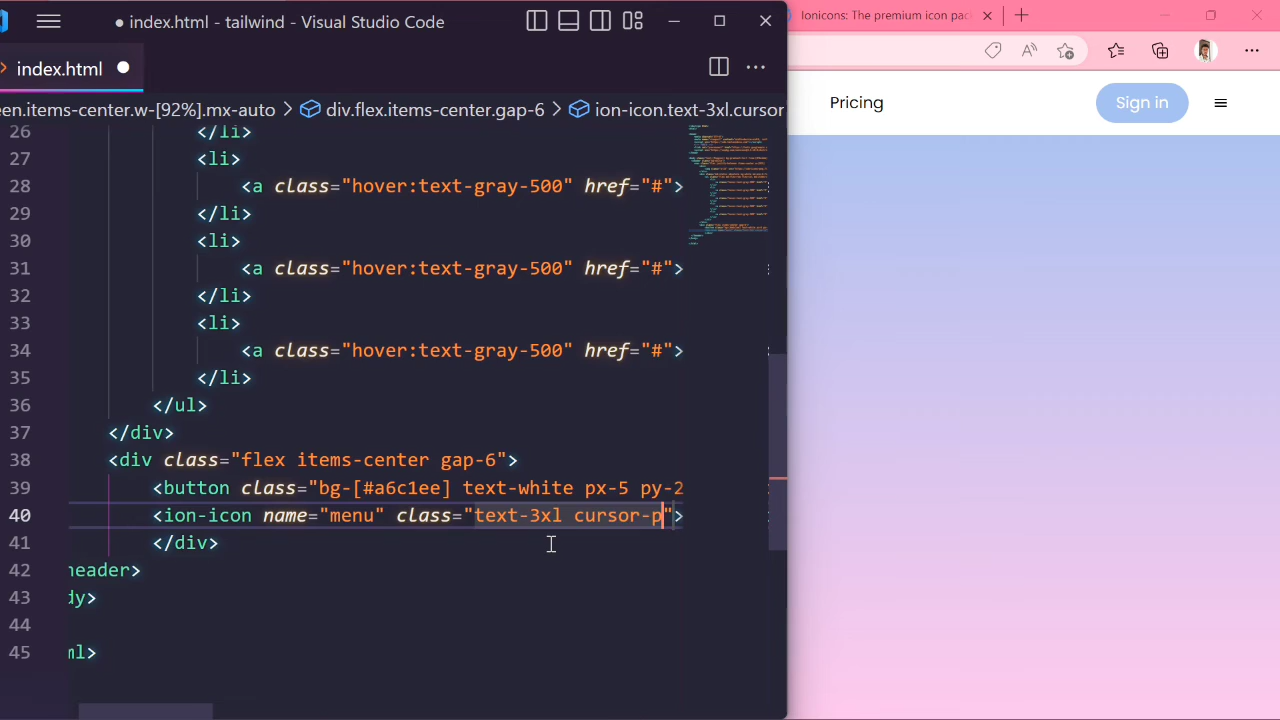 index.html - tailwind - Visual Studio Code
index.html
een.items-center.w-[92%].mx-auto > div.flex.items-center.gap-6 > ion-icon.text-3xl.cursor
26 </li>
27 <li>
28 <a class="hover:text-gray-500" href="#">
29 </li>
30 <li>
31 <a class="hover:text-gray-500" href="#">
32 </li>
33 <li>
34 <a class="hover:text-gray-500" href="#">
35 </li>
36 </ul>
37 </div>
38 <div class="flex items-center gap-6">
39 <button class="bg-[#a6c1ee] text-white px-5 py-2
40 <ion-icon name="menu" class="text-3xl cursor-p">
41 </div>
42 header>
43 dy>
44
45 ml>
Ionicons: The premium icon pac
Pricing
Sign in